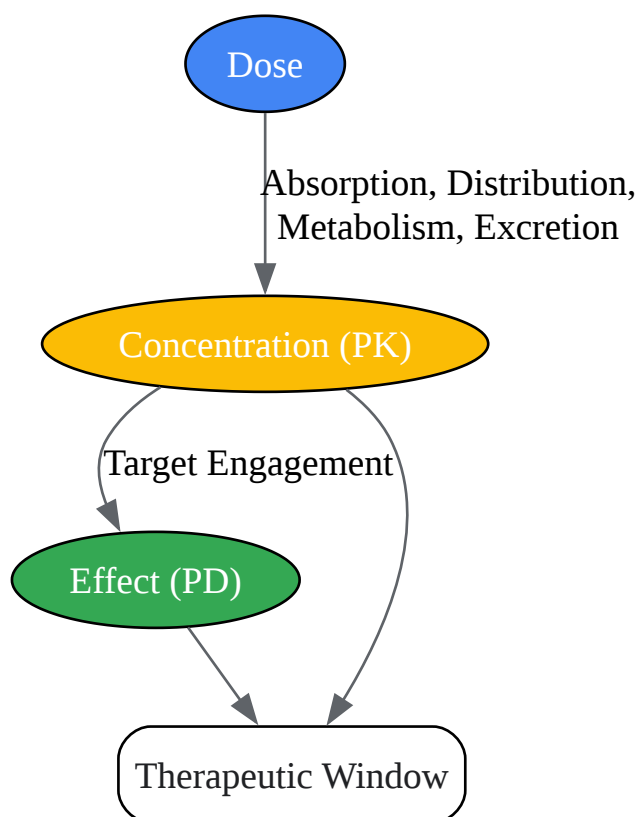 Dose
Absorption, Distribution,
Metabolism, Excretion
Concentration (PK)
Target Engagement
Effect (PD)
Therapeutic Window